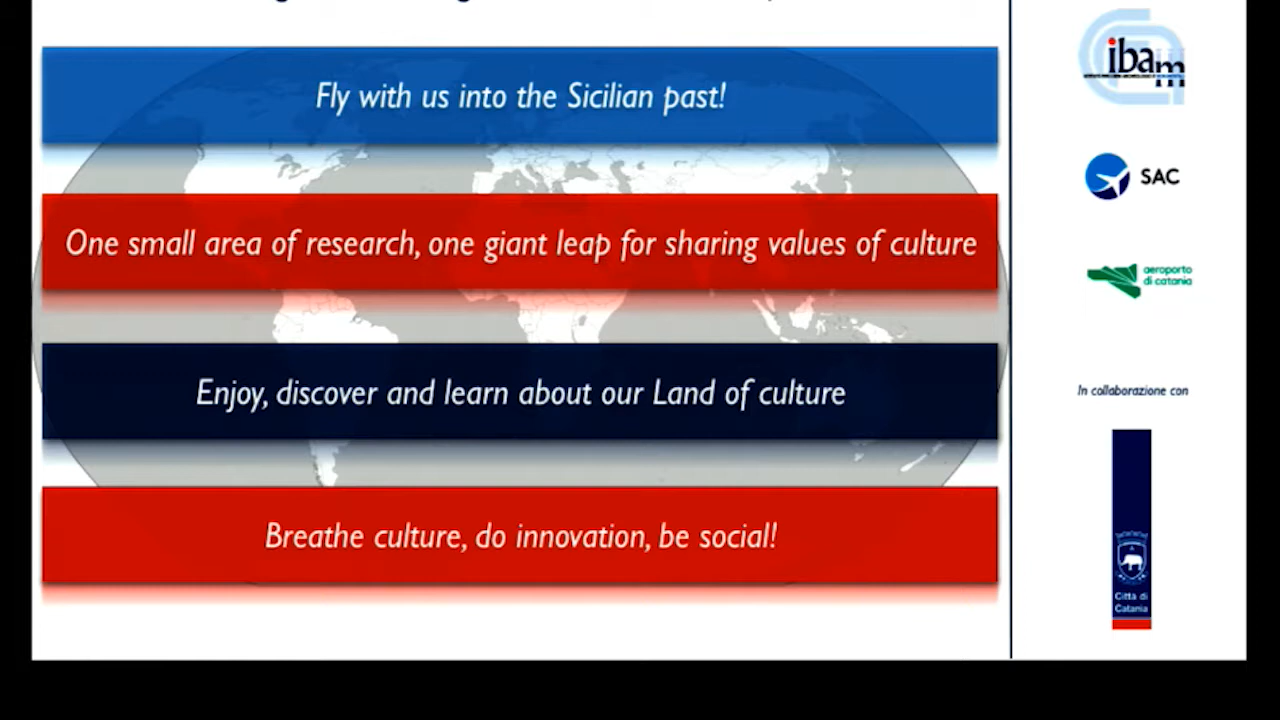 Fly with us into the Sicilian past!
One small area of research, one giant leap for sharing values of culture
Enjoy, discover and learn about our Land of culture
Breathe culture, do innovation, be social!
ibam
SAC
aeroporto
di catania
In collaborazione con
Città di
Catania